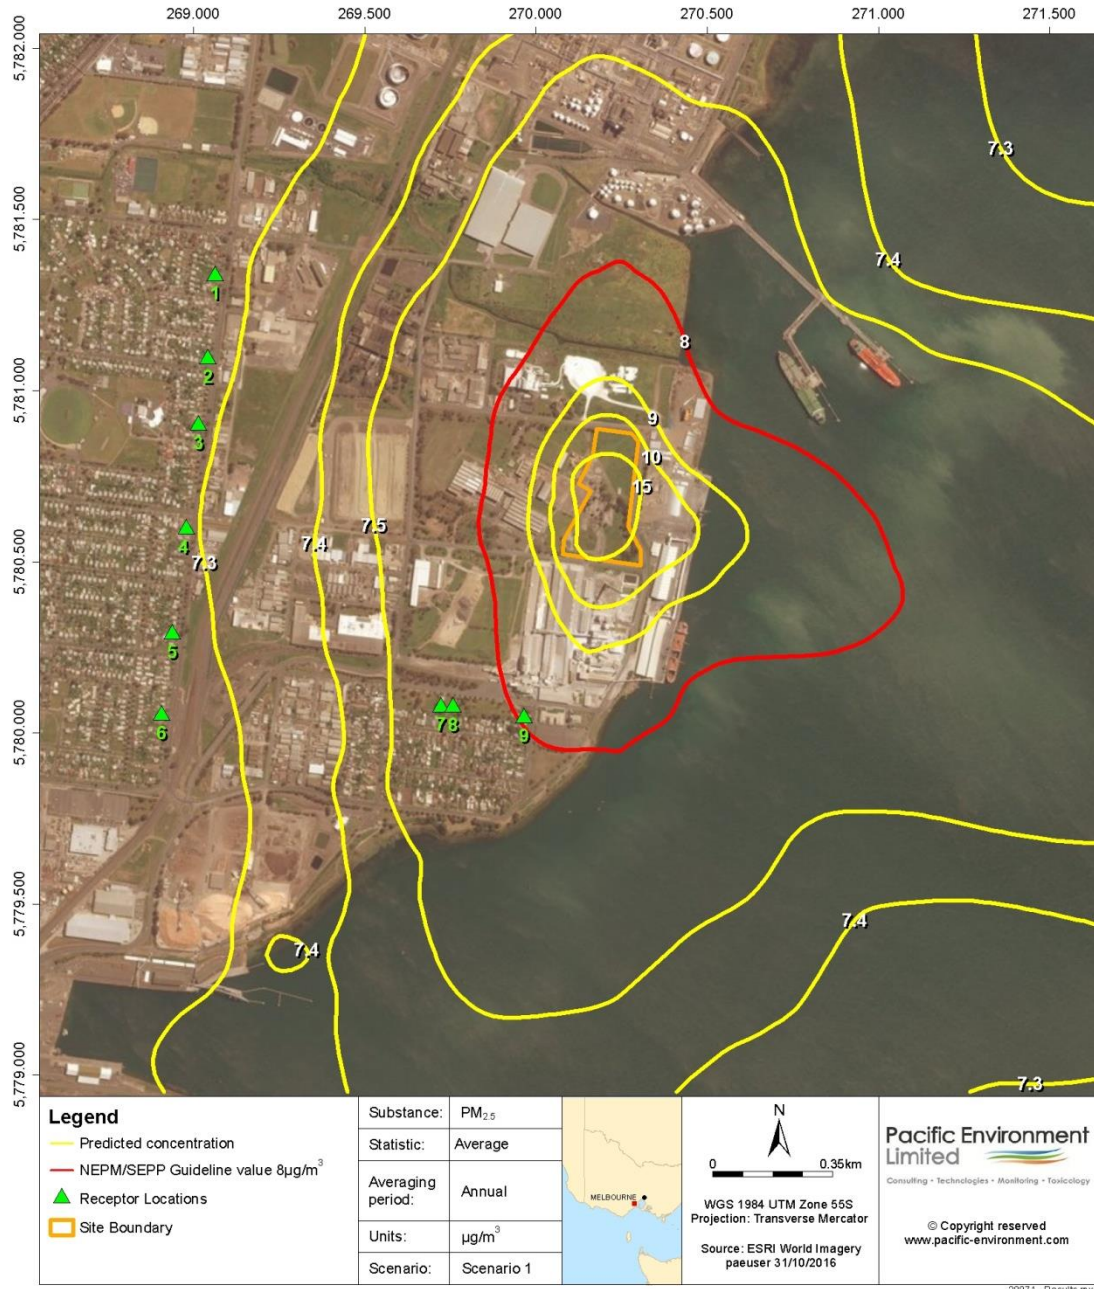 269.000 269.500 270.000 270.500 271.000 271.500
5,782.000
5,781.500
5,781.000
5,780.500
5,780.000
5,779.500
5,779.000
7.3
7.4
1
8
2
9
3
10
15
7.5
4
7.4
7.3
5
6
7 8
9
7.4
7.4
7.3
Legend
Predicted concentration
NEPM/SEPP Guideline value 8µg/m³
Receptor Locations
Site Boundary
Substance: PM2.5
Statistic: Average
Averaging period: Annual
Units: µg/m³
Scenario: Scenario 1
MELBOURNE
N
0 0.35km
WGS 1984 UTM Zone 55S
Projection: Transverse Mercator
Source: ESRI World Imagery
paeuser 31/10/2016
Pacific Environment
Limited
Consulting • Technologies • Monitoring • Toxicology
© Copyright reserved
www.pacific-environment.com